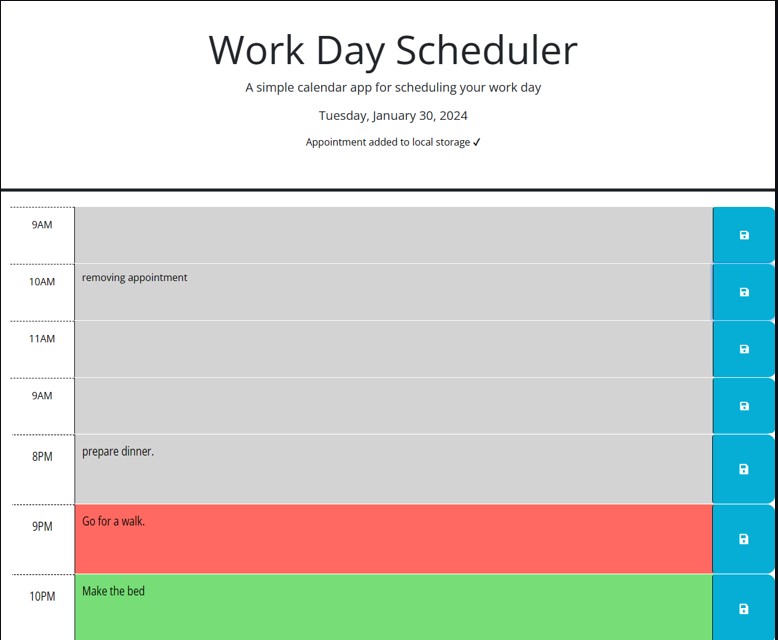 Work Day Scheduler
A simple calendar app for scheduling your work day
Tuesday, January 30, 2024
Appointment added to local storage ✓
9AM
10AM removing appointment
11AM
9AM
8PM prepare dinner.
9PM Go for a walk.
10PM Make the bed